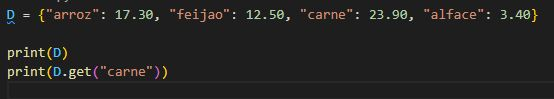 D = {"arroz": 17.30, "feijao": 12.50, "carne": 23.90, "alface": 3.40}
print(D)
print(D.get("carne"))